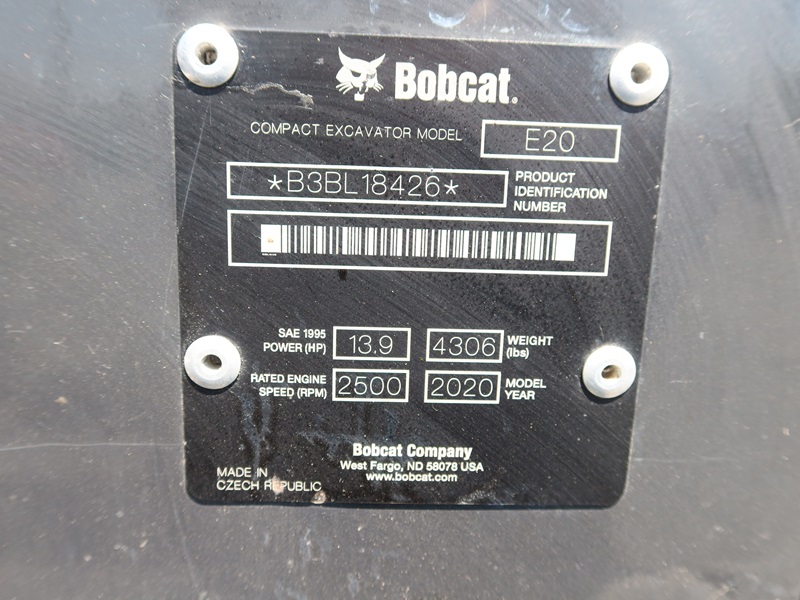 Bobcat.
COMPACT EXCAVATOR MODEL E20
*B3BL18426* PRODUCT IDENTIFICATION NUMBER
SAE 1995 POWER (HP) 13.9 4306 WEIGHT (lbs)
RATED ENGINE SPEED (RPM) 2500 2020 MODEL YEAR
Bobcat Company
West Fargo, ND 58078 USA
www.bobcat.com
MADE IN
CZECH REPUBLIC